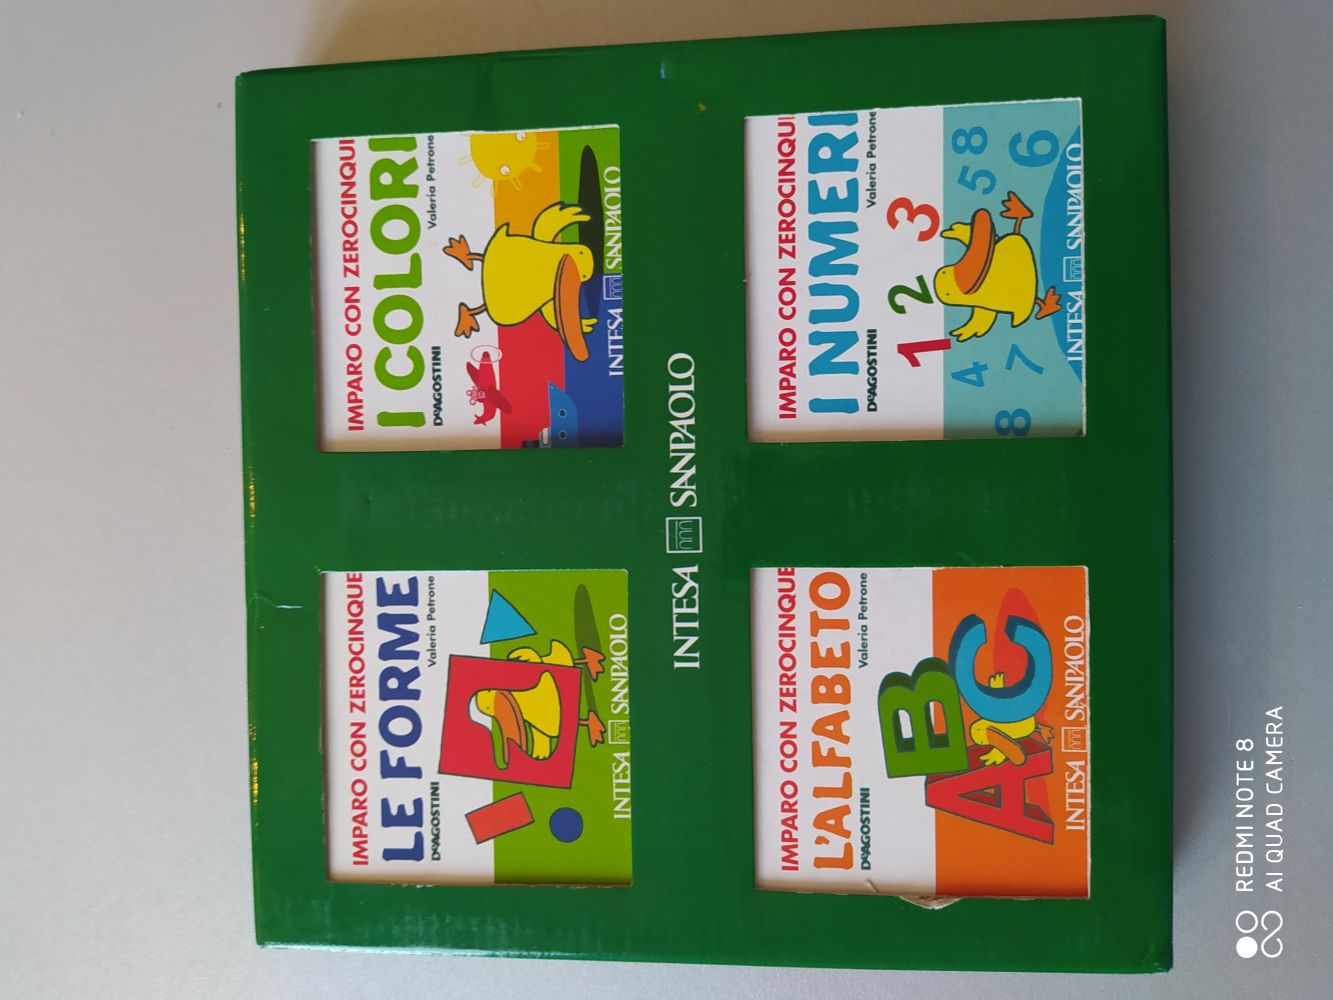 IMPARO CON ZEROCINQUE
LE FORME
DeAGOSTINI
Valeria Petrone
INTESA SANPAOLO
IMPARO CON ZEROCINQUE
I COLORI
DeAGOSTINI
Valeria Petrone
INTESA SANPAOLO
INTESA SANPAOLO
IMPARO CON ZEROCINQUE
L'ALFABETO
DeAGOSTINI
Valeria Petrone
A B C
INTESA SANPAOLO
IMPARO CON ZEROCINQU
I NUMERI
DeAGOSTINI
Valeria Petrone
1 2 3
4 5 8
8 7 6
INTESA SANPAOLO
REDMI NOTE 8
AI QUAD CAMERA